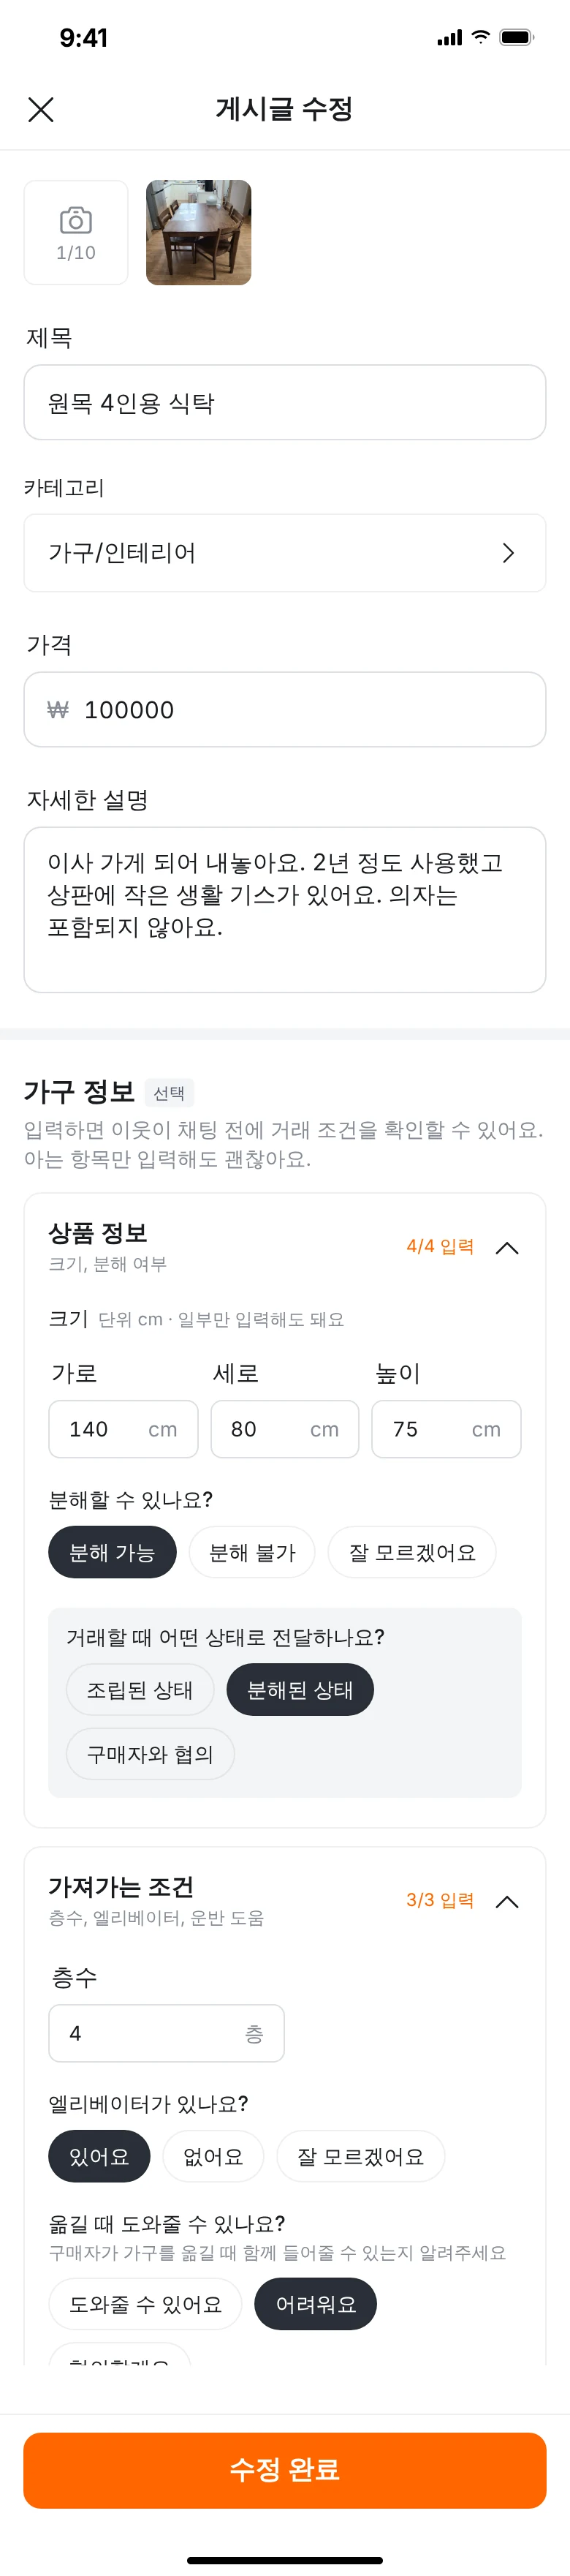 9:41
게시글 수정
1/10
제목
원목 4인용 식탁
카테고리
가구/인테리어
가격
₩ 100000
자세한 설명
이사 가게 되어 내놓아요. 2년 정도 사용했고
상판에 작은 생활 기스가 있어요. 의자는
포함되지 않아요.
가구 정보 선택
입력하면 이웃이 채팅 전에 거래 조건을 확인할 수 있어요.
아는 항목만 입력해도 괜찮아요.
상품 정보
4/4 입력
크기, 분해 여부
크기 단위 cm · 일부만 입력해도 돼요
가로 세로 높이
140 cm 80 cm 75 cm
분해할 수 있나요?
분해 가능 분해 불가 잘 모르겠어요
거래할 때 어떤 상태로 전달하나요?
조립된 상태 분해된 상태
구매자와 협의
가져가는 조건
3/3 입력
층수, 엘리베이터, 운반 도움
층수
4 층
엘리베이터가 있나요?
있어요 없어요 잘 모르겠어요
옮길 때 도와줄 수 있나요?
구매자가 가구를 옮길 때 함께 들어줄 수 있는지 알려주세요
도와줄 수 있어요 어려워요
수정 완료